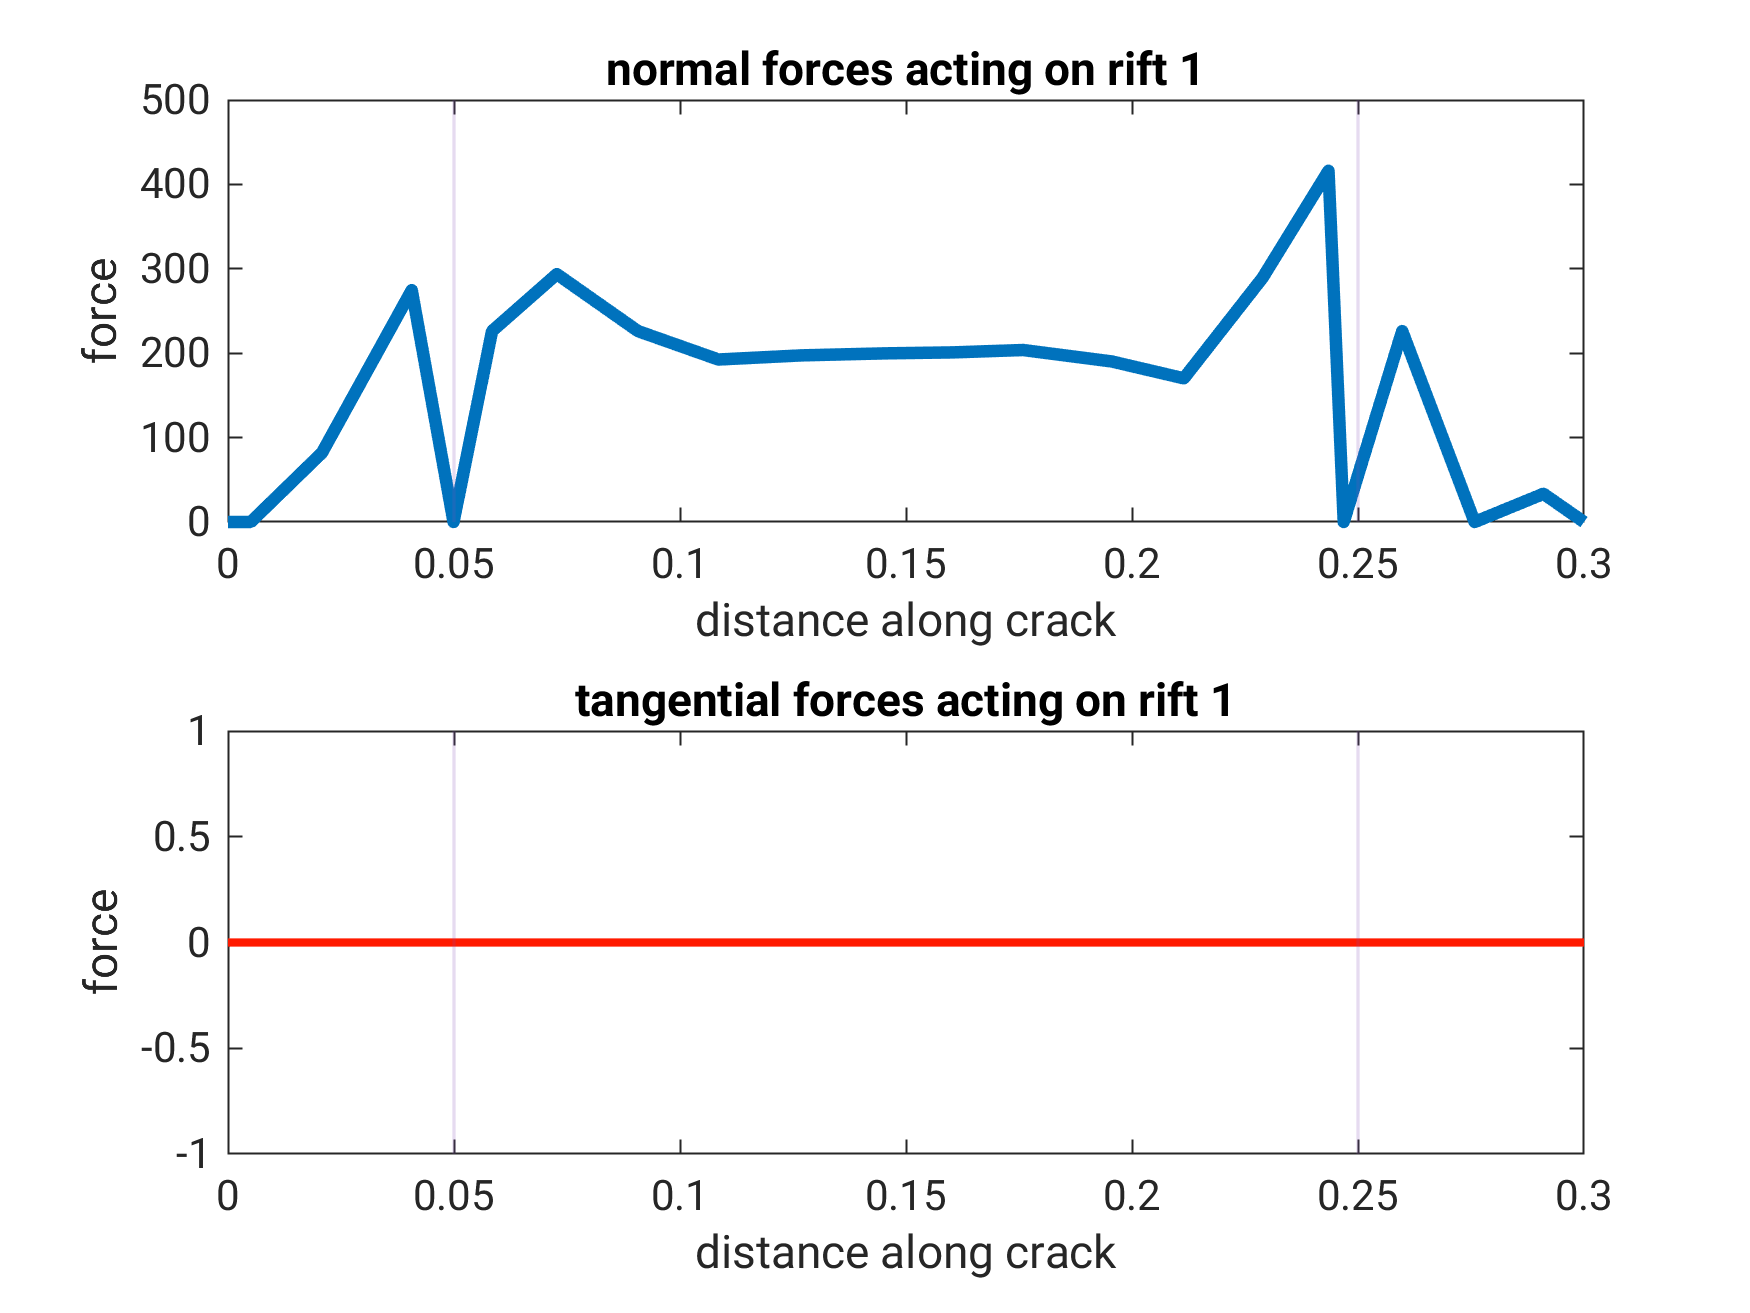 normal forces acting on rift 1
500
400
300
200
100
0
force
0 0.05 0.1 0.15 0.2 0.25 0.3
distance along crack
tangential forces acting on rift 1
1
0.5
0
-0.5
-1
force
0 0.05 0.1 0.15 0.2 0.25 0.3
distance along crack